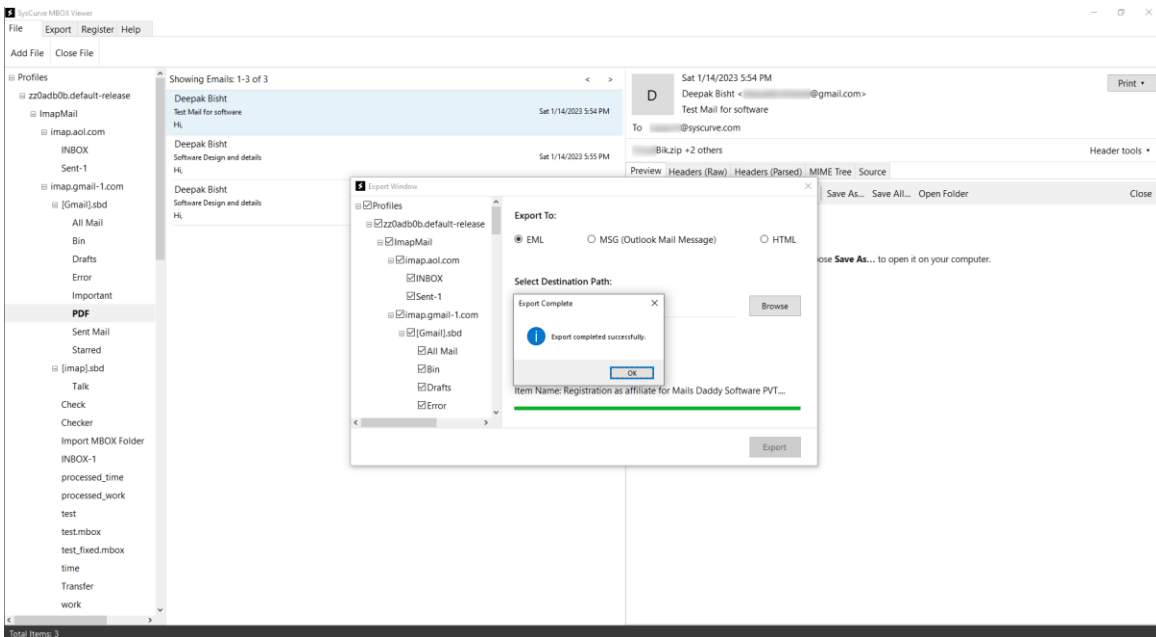 SysCurve MBOX Viewer
File Export Register Help
Add File Close File
Profiles
zz0adb0b.default-release
ImapMail
imap.aol.com
INBOX
Sent-1
imap.gmail-1.com
[Gmail].sbd
All Mail
Bin
Drafts
Error
Important
PDF
Sent Mail
Starred
[imap].sbd
Talk
Check
Checker
Import MBOX Folder
INBOX-1
processed_time
processed_work
test
test.mbox
test_fixed.mbox
time
Transfer
work
Total Items: 3
Showing Emails: 1-3 of 3 < >
Deepak Bisht
Test Mail for software Sat 1/14/2023 5:54 PM
Hi,
Deepak Bisht
Software Design and details Sat 1/14/2023 5:55 PM
Hi,
Deepak Bisht
Software Design and details
Hi,
D
Sat 1/14/2023 5:54 PM
Deepak Bisht < @gmail.com>
Test Mail for software
Print
To @syscurve.com
Bik.zip +2 others Header tools
Preview Headers (Raw) Headers (Parsed) MIME Tree Source
Save As... Save All... Open Folder Close
ose Save As... to open it on your computer.
Export Window
Profiles
zz0adb0b.default-release
ImapMail
imap.aol.com
INBOX
Sent-1
imap.gmail-1.com
[Gmail].sbd
All Mail
Bin
Drafts
Error
Export To:
EML MSG (Outlook Mail Message) HTML
Select Destination Path:
Browse
Export Complete
Export completed successfully.
OK
Item Name: Registration as affiliate for Mails Daddy Software PVT....
Export